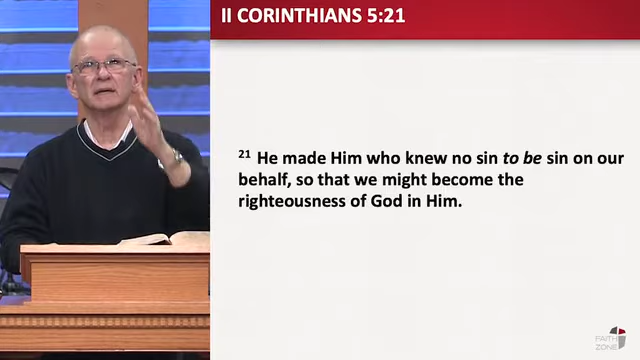 II CORINTHIANS 5:21
21 He made Him who knew no sin to be sin on our
behalf, so that we might become the
righteousness of God in Him.
FAITH
ZONE